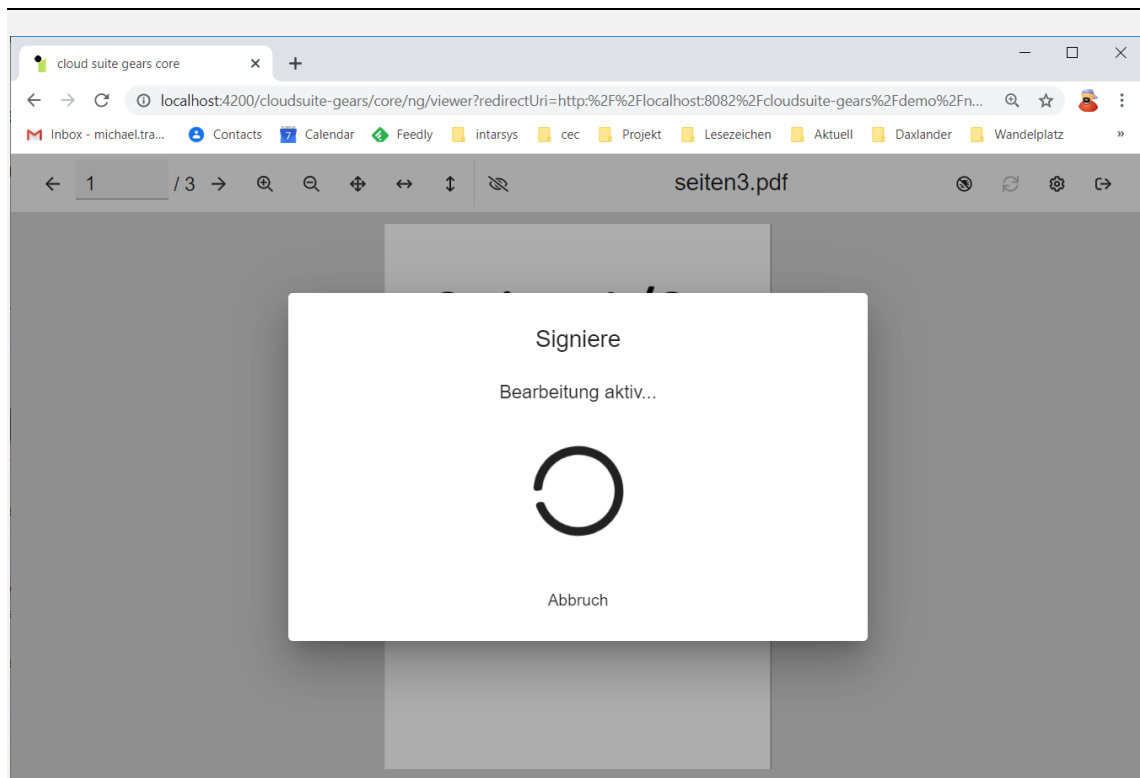 cloud suite gears core
localhost:4200/cloudsuite-gears/core/ng/viewer?redirectUri=http:%2F%2Flocalhost:8082%2Fcloudsuite-gears%2Fdemo%2Fn...
Inbox - michael.tra... Contacts 7 Calendar Feedly intarsys cec Projekt Lesezeichen Aktuell Daxlander Wandelplatz »
1 / 3 seiten3.pdf
Signiere
Bearbeitung aktiv...
Abbruch